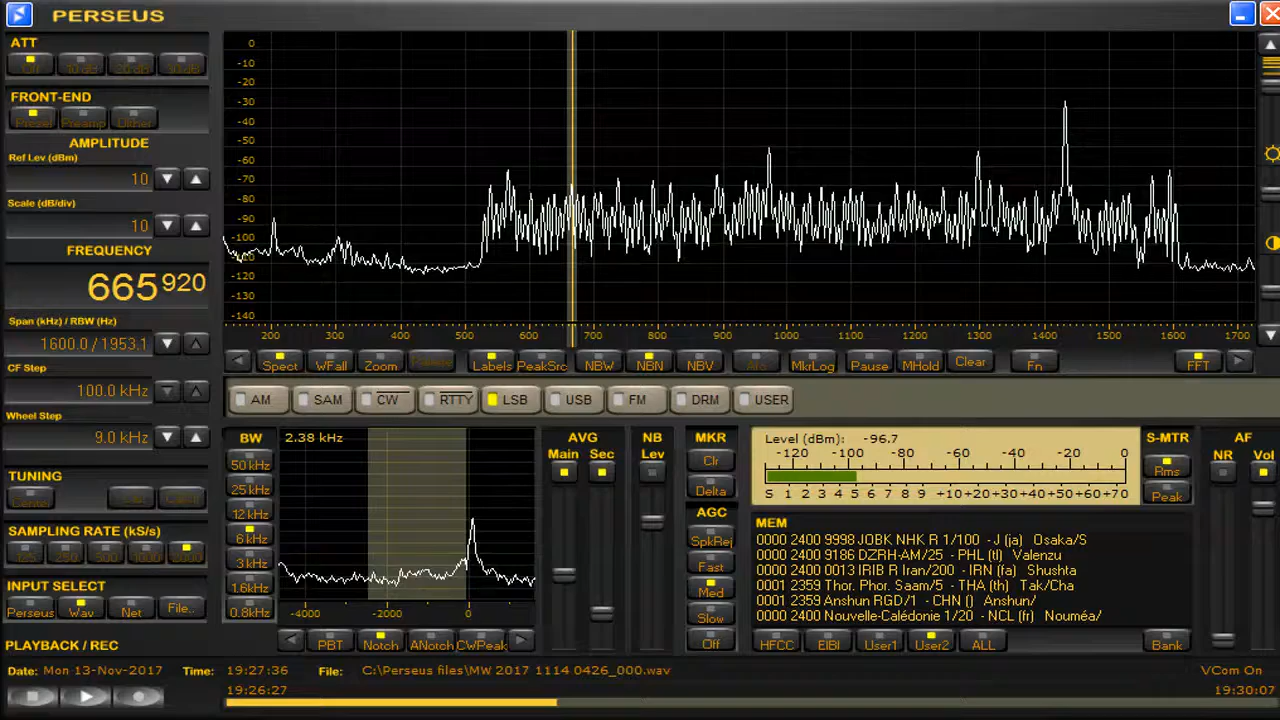 PERSEUS
ATT
FRONT-END
Presel Preamp Dither
AMPLITUDE
Ref Lev (dBm)
10
Scale (dB/div)
10
FREQUENCY
665920
Span (kHz) / RBW (Hz)
1600.0 / 1953.1
CF Step
100.0 kHz
Wheel Step
9.0 kHz
TUNING
Center
SAMPLING RATE (kS/s)
125 250 500 1000 2000
INPUT SELECT
Perseus Wav Net File..
PLAYBACK / REC
0
-10
-20
-30
-40
-50
-60
-70
-80
-90
-100
-110
-120
-130
-140
200 300 400 500 600 700 800 900 1000 1100 1200 1300 1400 1500 1600 1700
Spect WFall Zoom Labels PeakSrc NBW NBN NBV MkrLog Pause MHold Clear Fn FFT
AM SAM CW RTTY LSB USB FM DRM USER
BW
50 kHz
25 kHz
12 kHz
6 kHz
3 kHz
1.6kHz
0.8kHz
2.38 kHz
-4000 -2000 0
PBT Notch ANotch CWPeak
AVG
Main Sec
NB
Lev
MKR
Clr
Delta
AGC
SpkRej
Fast
Med
Slow
Off
Level (dBm): -96.7
-120 -100 -80 -60 -40 -20 0
S 1 2 3 4 5 6 7 8 9 +10+20+30+40+50+60+70
S-MTR
Rms
Peak
AF
NR Vol
MEM
0000 2400 9998 JOBK NHK R 1/100 - J (ja) Osaka/S
0000 2400 9186 DZRH-AM/25 - PHL (tl) Valenzu
0000 2400 0013 IRIB R Iran/200 - IRN (fa) Shushta
0001 2359 Thor. Phor. Saam/5 - THA (th) Tak/Cha
0001 2359 Anshun RGD/1 - CHN () Anshun/
0000 2400 Nouvelle-Calédonie 1/20 - NCL (fr) Nouméa/
HFCC EIBI User1 User2 ALL Bank
Date: Mon 13-Nov-2017 Time: 19:27:36 File: C:\Perseus files\MW 2017 1114 0426_000.wav VCom On
19:26:27 19:30:07